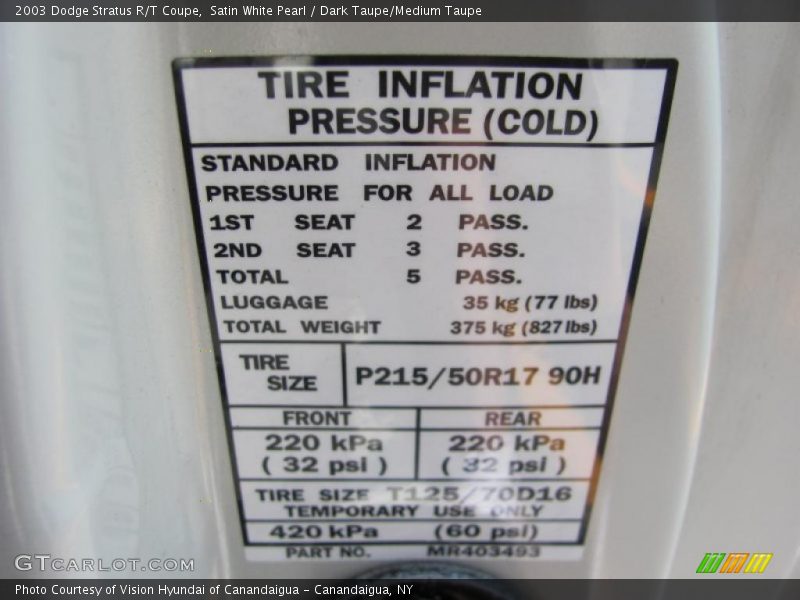 2003 Dodge Stratus R/T Coupe,  Satin White Pearl / Dark Taupe/Medium Taupe
TIRE INFLATION
PRESSURE (COLD)
STANDARD INFLATION
PRESSURE FOR ALL LOAD
1ST SEAT 2 PASS.
2ND SEAT 3 PASS.
TOTAL 5 PASS.
LUGGAGE 35 kg (77 lbs)
TOTAL WEIGHT 375 kg (827 lbs)
TIRE
SIZE
P215/50R17 90H
FRONT REAR
220 kPa 220 kPa
( 32 psi ) ( 32 psi )
TIRE SIZE T125/70D16
TEMPORARY USE ONLY
420 kPa (60 psi)
PART NO. MR403493
GTCARLOT.COM
Photo Courtesy of Vision Hyundai of Canandaigua - Canandaigua, NY